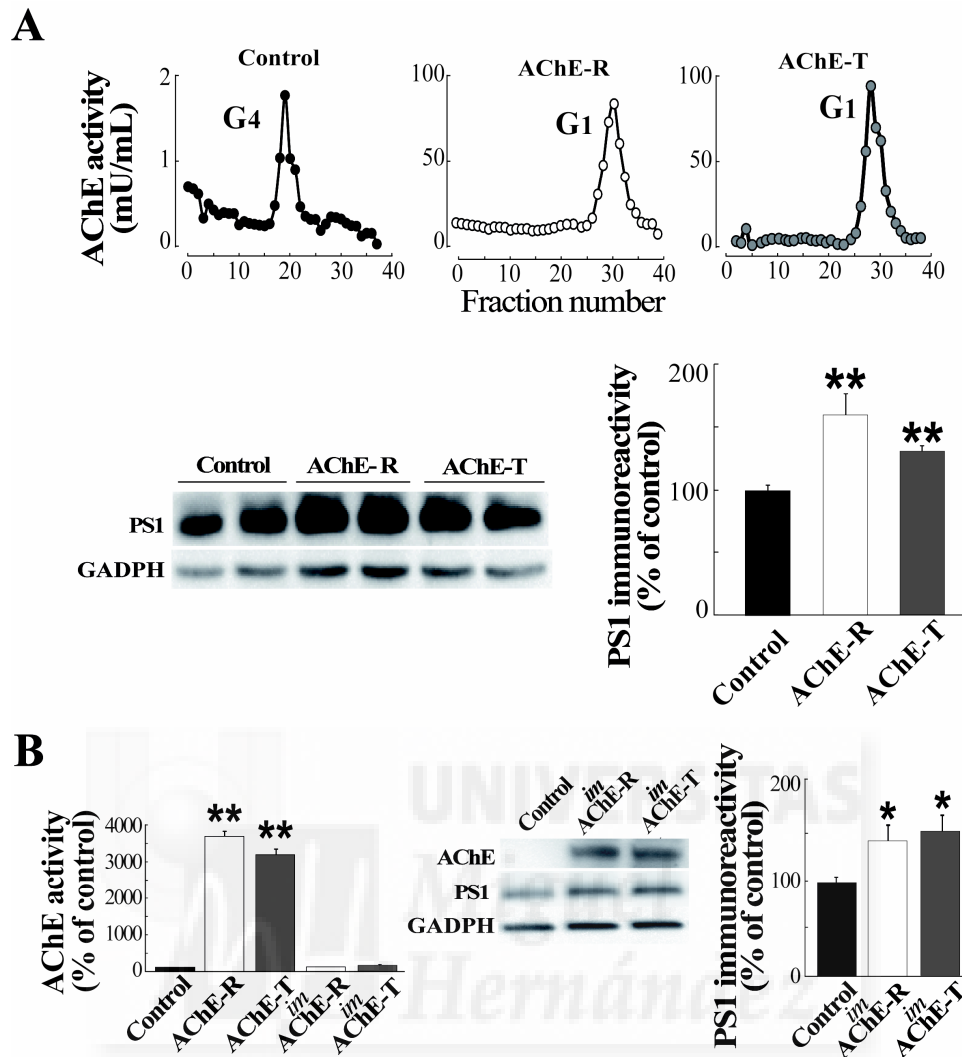 A
Control
AChE-R
AChE-T
AChE activity
(mU/mL)
2
1
0
G4
0 10 20 30 40
100
50
0
G1
0 10 20 30 40
100
50
0
G1
0 10 20 30 40
Fraction number
Control AChE-R AChE-T
PS1
GADPH
PS1 immunoreactivity
(% of control)
200
100
0
**
**
Control
AChE-R
AChE-T
B
AChE activity
(% of control)
4000
3000
2000
1000
0
**
**
Control
AChE-R
AChE-T
im AChE-R
im AChE-T
Control
im AChE-R
im AChE-T
AChE
PS1
GADPH
PS1 immunoreactivity
(% of control)
200
100
0
*
*
Control
im AChE-R
im AChE-T
UNIVERSITAS
Miguel
Hernández